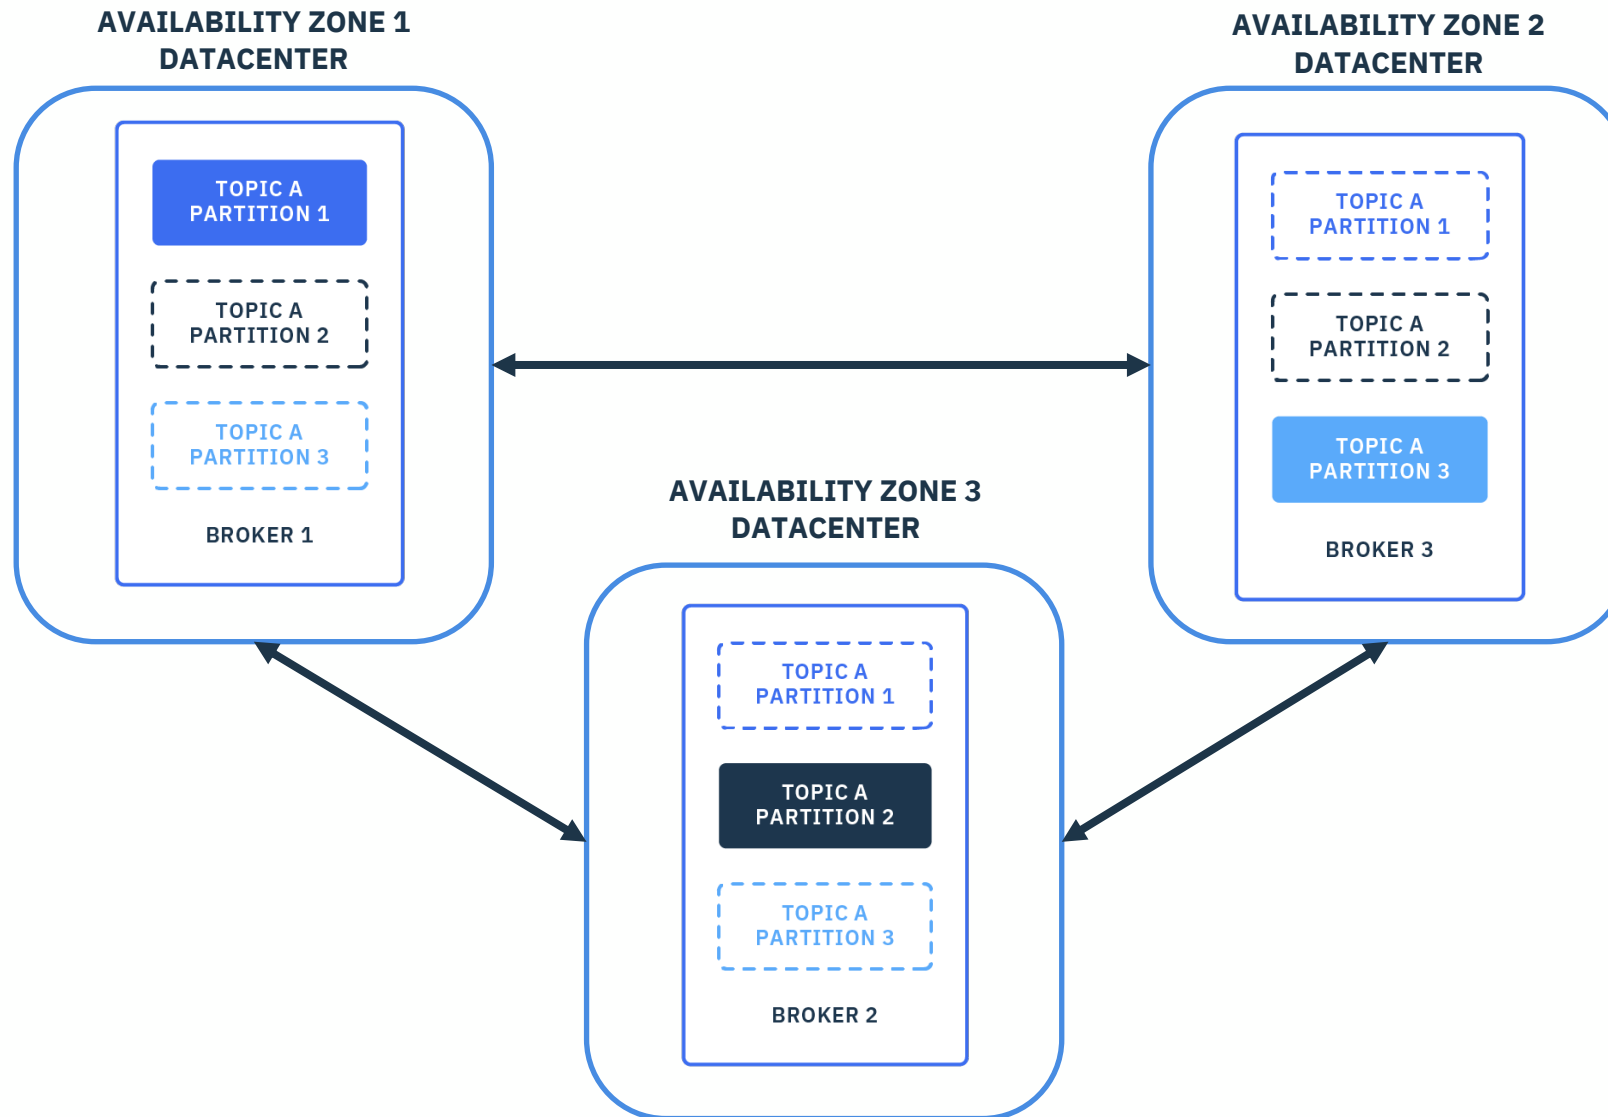 AVAILABILITY ZONE 1
DATACENTER
TOPIC A
PARTITION 1
TOPIC A
PARTITION 2
TOPIC A
PARTITION 3
BROKER 1
AVAILABILITY ZONE 2
DATACENTER
TOPIC A
PARTITION 1
TOPIC A
PARTITION 2
TOPIC A
PARTITION 3
BROKER 3
AVAILABILITY ZONE 3
DATACENTER
TOPIC A
PARTITION 1
TOPIC A
PARTITION 2
TOPIC A
PARTITION 3
BROKER 2